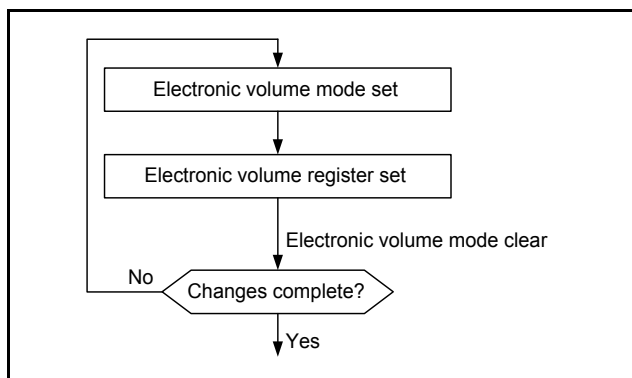 Electronic volume mode set
Electronic volume register set
Electronic volume mode clear
No
Changes complete?
Yes